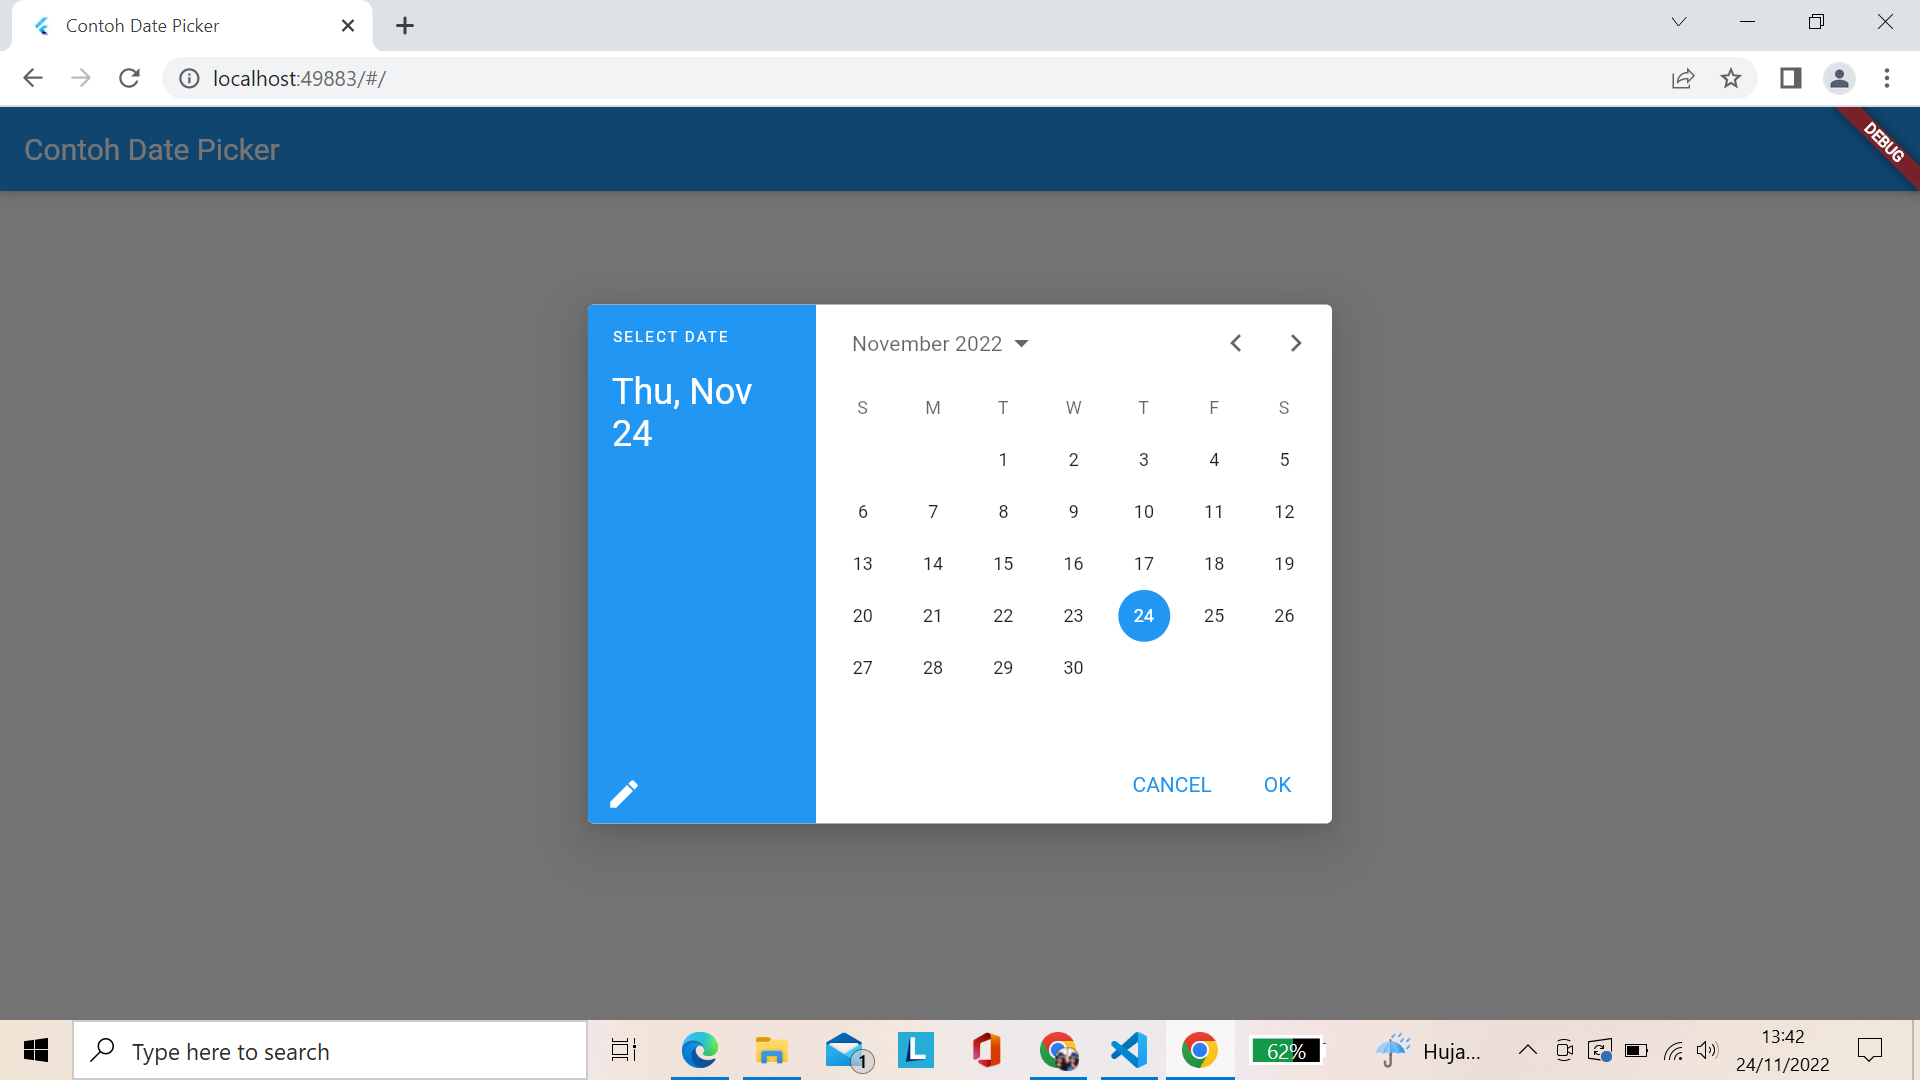 Contoh Date Picker
localhost:49883/#/
Contoh Date Picker
DEBUG
SELECT DATE
Thu, Nov
24
November 2022
S M T W T F S
1 2 3 4 5
6 7 8 9 10 11 12
13 14 15 16 17 18 19
20 21 22 23 24 25 26
27 28 29 30
CANCEL OK
Type here to search
1
L
62%
Huja...
13:42
24/11/2022